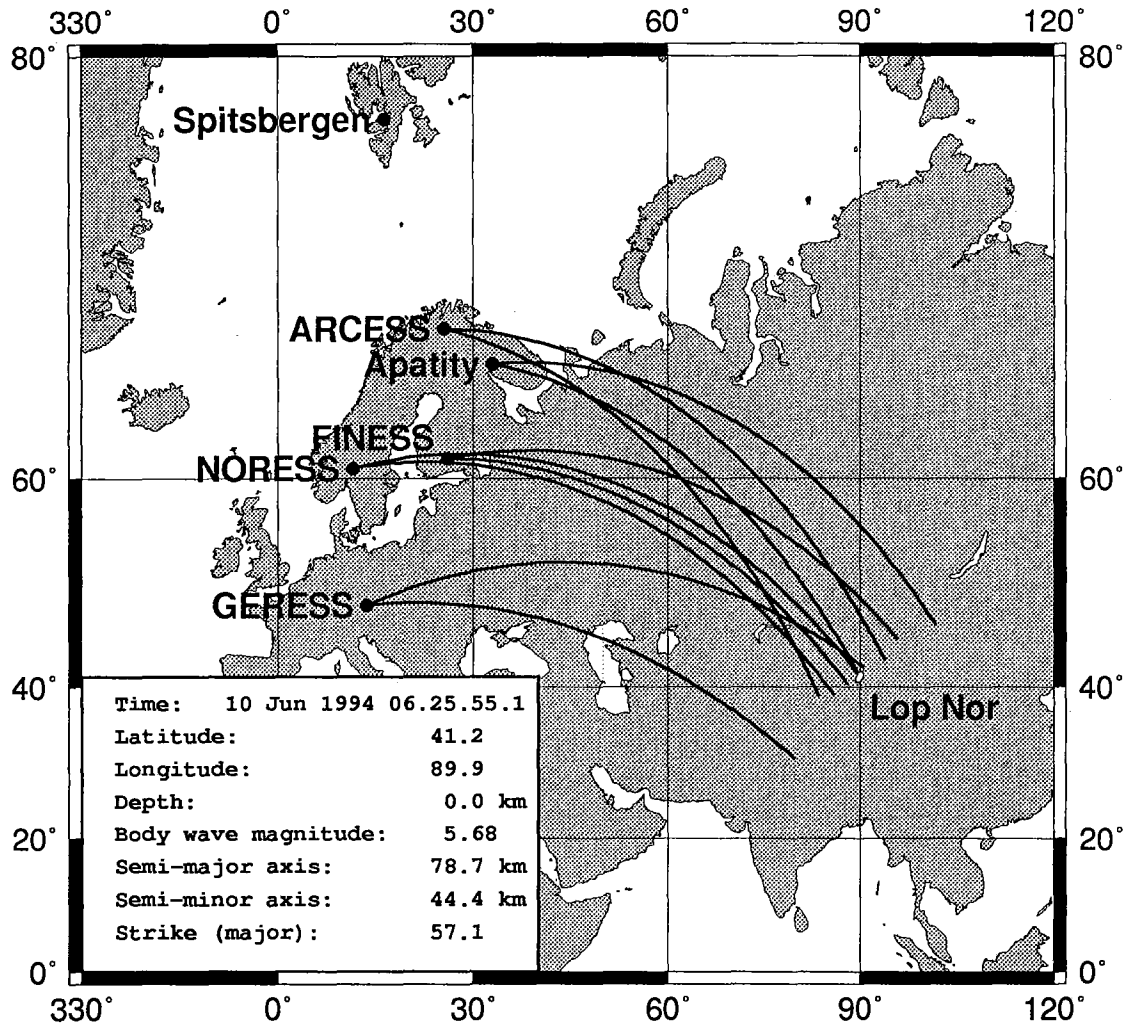 330° 0° 30° 60° 90° 120°
80° 80°
Spitsbergen
ARCESS
Apatity
FINESS
NORESS
60° 60°
GERESS
40° 40°
Lop Nor
Time: 10 Jun 1994 06.25.55.1
Latitude: 41.2
Longitude: 89.9
Depth: 0.0 km
Body wave magnitude: 5.68
Semi-major axis: 78.7 km
Semi-minor axis: 44.4 km
Strike (major): 57.1
20° 20°
0° 0°
330° 0° 30° 60° 90° 120°